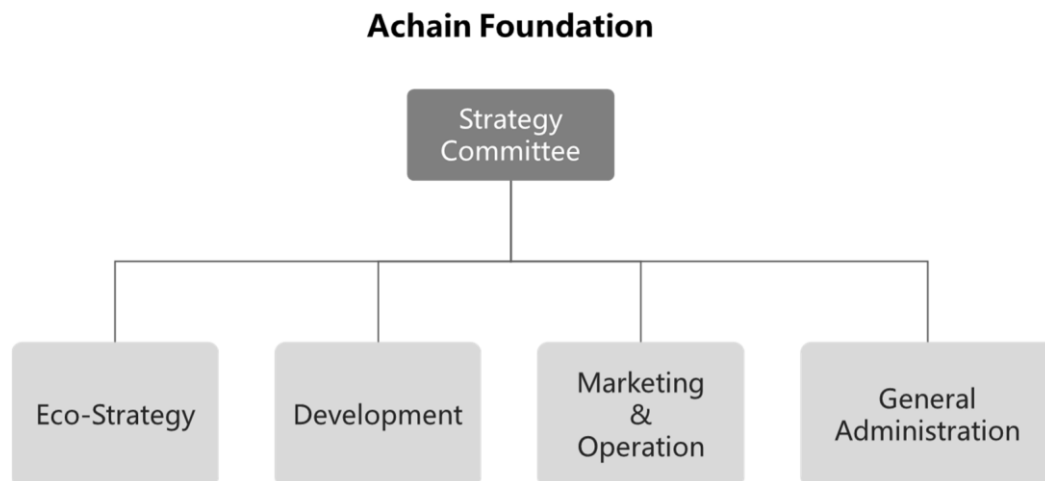 Achain Foundation
Strategy
Committee
Eco-Strategy
Development
Marketing
&
Operation
General
Administration